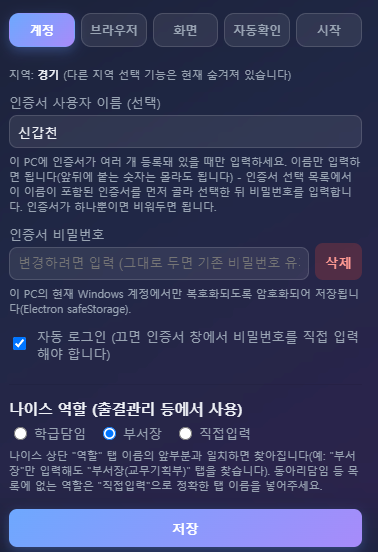 계정 브라우저 화면 자동확인 시작
지역: 경기 (다른 지역 선택 기능은 현재 숨겨져 있습니다)
인증서 사용자 이름 (선택)
신갑천
이 PC에 인증서가 여러 개 등록돼 있을 때만 입력하세요. 이름만 입력하
면 됩니다(앞뒤에 붙는 숫자는 몰라도 됩니다) - 인증서 선택 목록에서
이 이름이 포함된 인증서를 먼저 골라 선택한 뒤 비밀번호를 입력합니
다. 인증서가 하나뿐이면 비워두면 됩니다.
인증서 비밀번호
변경하려면 입력 (그대로 두면 기존 비밀번호 유 삭제
이 PC의 현재 Windows 계정에서만 복호화되도록 암호화되어 저장됩니
다(Electron safeStorage).
자동 로그인 (끄면 인증서 창에서 비밀번호를 직접 입력
해야 합니다)
나이스 역할 (출결관리 등에서 사용)
학급담임 부서장 직접입력
나이스 상단 "역할" 탭 이름의 앞부분과 일치하면 찾아집니다(예: "부서
장"만 입력해도 "부서장(교무기획부)" 탭을 찾습니다). 동아리담임 등 목
록에 없는 역할은 "직접입력"으로 정확한 탭 이름을 넣어주세요.
저장